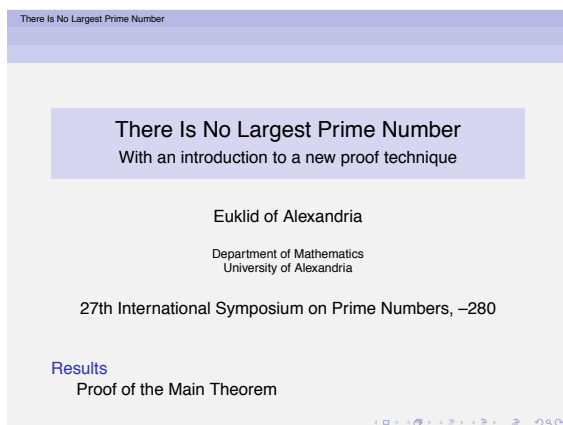 There Is No Largest Prime Number
There Is No Largest Prime Number
With an introduction to a new proof technique
Euklid of Alexandria
Department of Mathematics
University of Alexandria
27th International Symposium on Prime Numbers, –280
Results
Proof of the Main Theorem